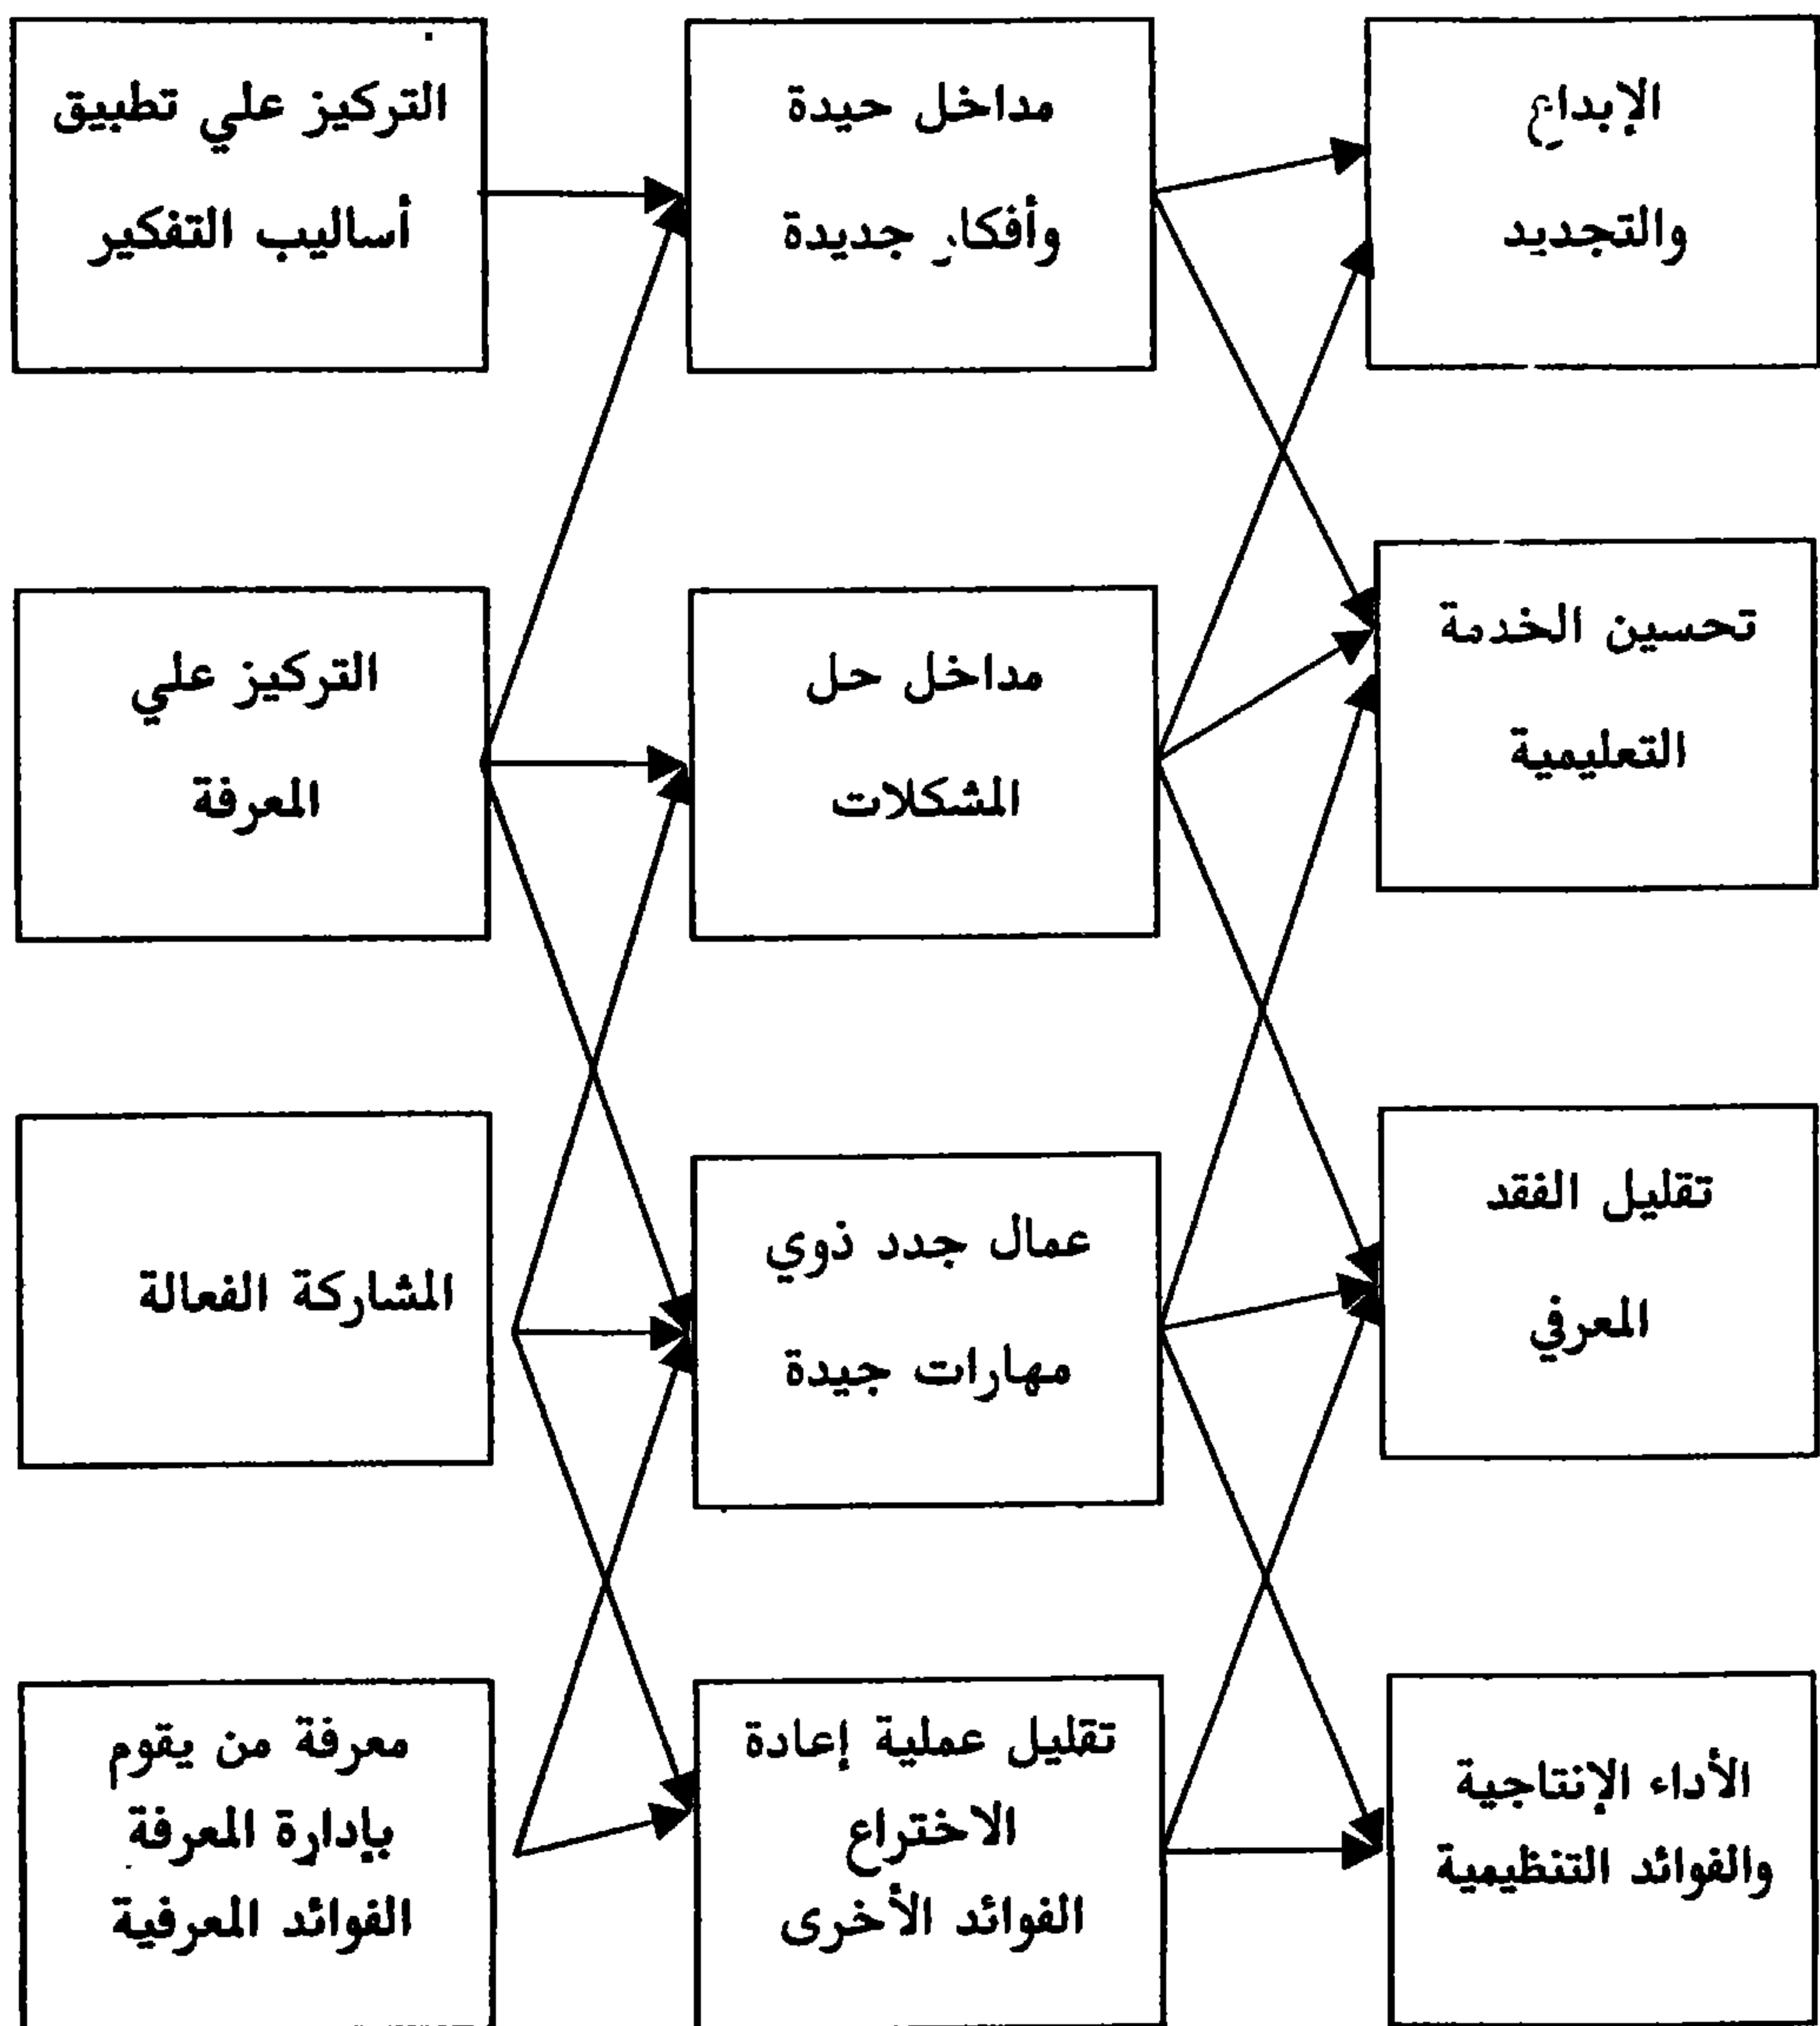 التركيز علي تطبيق
أساليب التفكير
مداخل حيدة
وأفكار جديدة
الإبداع
والتجديد
التركيز علي
المعرفة
مداخل حل
المشكلات
تحسين الخدمة
التعليمية
المشاركة الفعالة
عمال جدد ذوي
مهارات جيدة
تقليل الفقد
المعرفي
معرفة من يقوم
بإدارة المعرفة
الفوائد المعرفية
تقليل عملية إعادة
الاختراع
الفوائد الأخرى
الأداء الإنتاجية
والفوائد التنظيمية